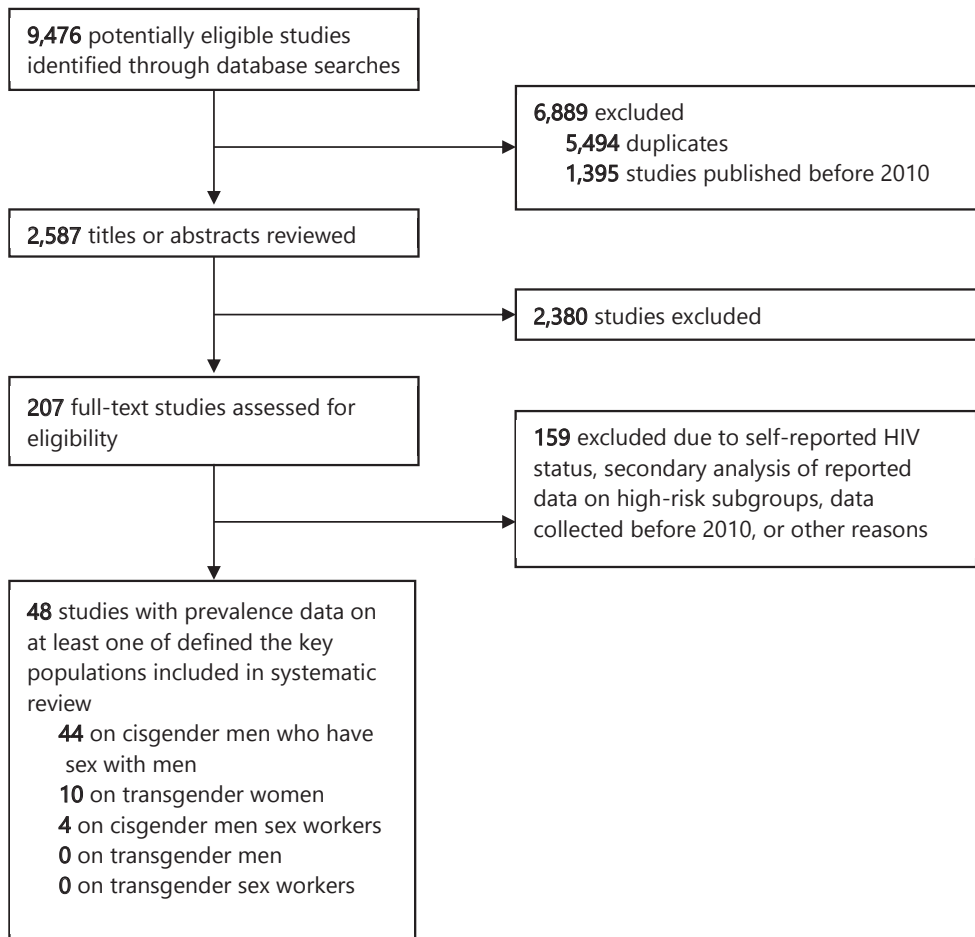 9,476 potentially eligible studies
identified through database searches
6,889 excluded
5,494 duplicates
1,395 studies published before 2010
2,587 titles or abstracts reviewed
2,380 studies excluded
207 full-text studies assessed for
eligibility
159 excluded due to self-reported HIV
status, secondary analysis of reported
data on high-risk subgroups, data
collected before 2010, or other reasons
48 studies with prevalence data on
at least one of defined the key
populations included in systematic
review
44 on cisgender men who have
sex with men
10 on transgender women
4 on cisgender men sex workers
0 on transgender men
0 on transgender sex workers